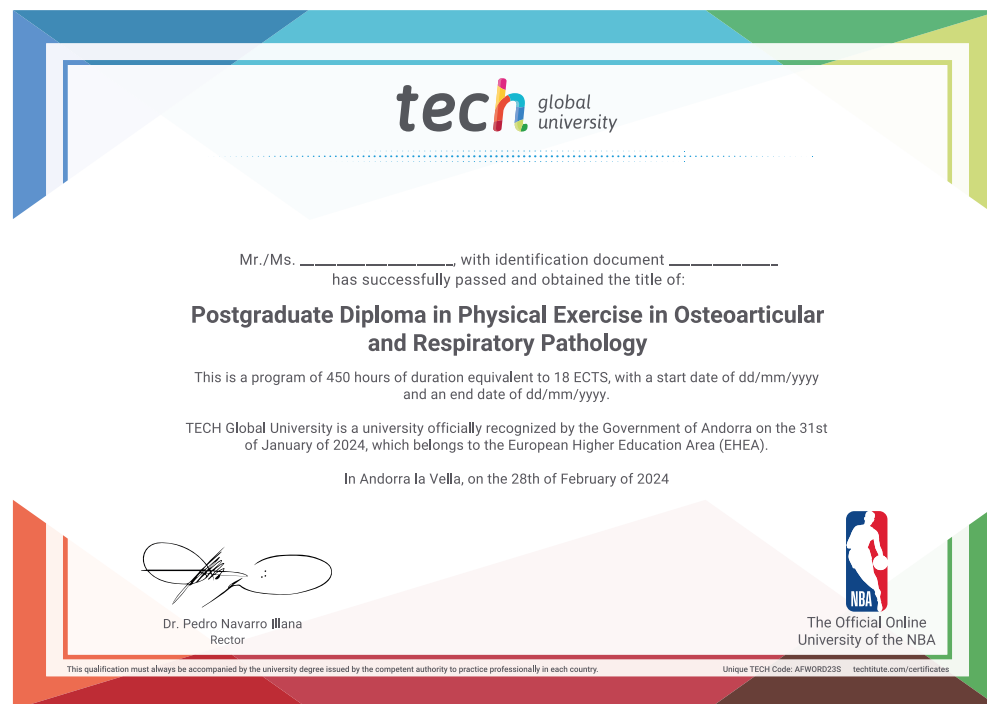 tech global
university
Mr./Ms. ____________________, with identification document ______________
has successfully passed and obtained the title of:
Postgraduate Diploma in Physical Exercise in Osteoarticular
and Respiratory Pathology
This is a program of 450 hours of duration equivalent to 18 ECTS, with a start date of dd/mm/yyyy
and an end date of dd/mm/yyyy.
TECH Global University is a university officially recognized by the Government of Andorra on the 31st
of January of 2024, which belongs to the European Higher Education Area (EHEA).
In Andorra la Vella, on the 28th of February of 2024
Dr. Pedro Navarro Illana
Rector
NBA
The Official Online
University of the NBA
This qualification must always be accompanied by the university degree issued by the competent authority to practice professionally in each country.
Unique TECH Code: AFWORD23S techtitute.com/certificates